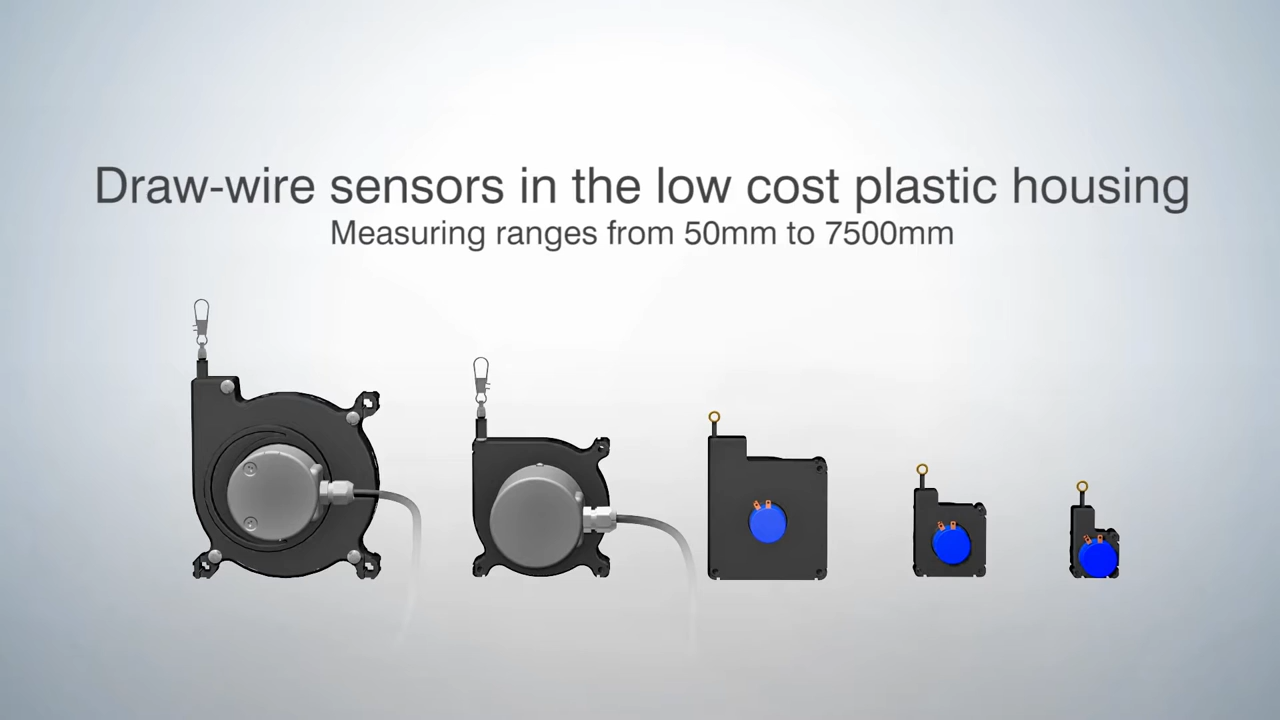 Draw-wire sensors in the low cost plastic housing
Measuring ranges from 50mm to 7500mm